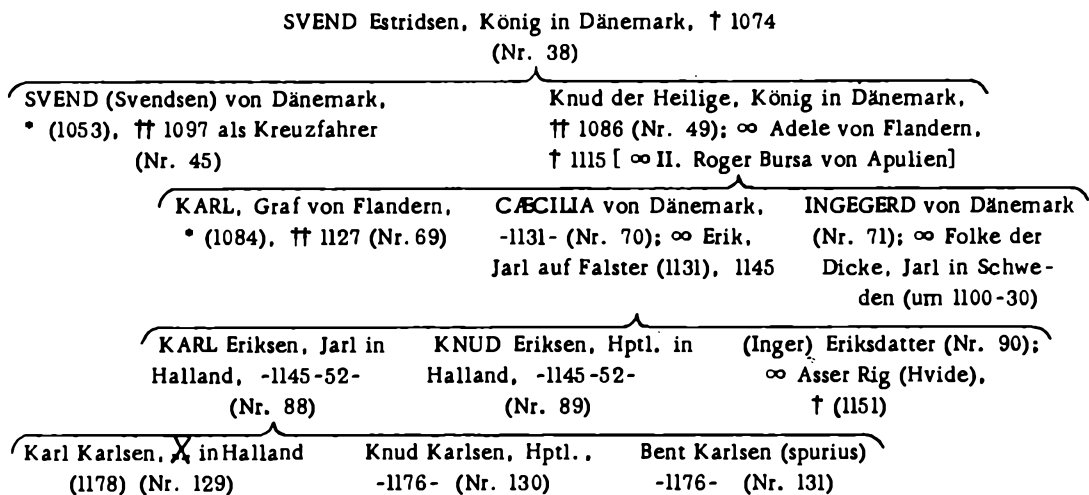 SVEND Estridsen, König in Dänemark, † 1074
(Nr. 38)
SVEND (Svendsen) von Dänemark,
* (1053), †† 1097 als Kreuzfahrer
(Nr. 45)
Knud der Heilige, König in Dänemark,
†† 1086 (Nr. 49); ∞ Adele von Flandern,
† 1115 [ ∞ II. Roger Bursa von Apulien]
KARL, Graf von Flandern,
* (1084), †† 1127 (Nr. 69)
CÆCILIA von Dänemark,
-1131- (Nr. 70); ∞ Erik,
Jarl auf Falster (1131), 1145
INGEGERD von Dänemark
(Nr. 71); ∞ Folke der
Dicke, Jarl in Schwe-
den (um 1100-30)
KARL Eriksen, Jarl in
Halland, -1145-52-
(Nr. 88)
KNUD Eriksen, Hptl. in
Halland, -1145-52-
(Nr. 89)
(Inger) Eriksdatter (Nr. 90);
∞ Asser Rig (Hvide),
† (1151)
Karl Karlsen, ⚔ in Halland
(1178) (Nr. 129)
Knud Karlsen, Hptl.,
-1176- (Nr. 130)
Bent Karlsen (spurius)
-1176- (Nr. 131)